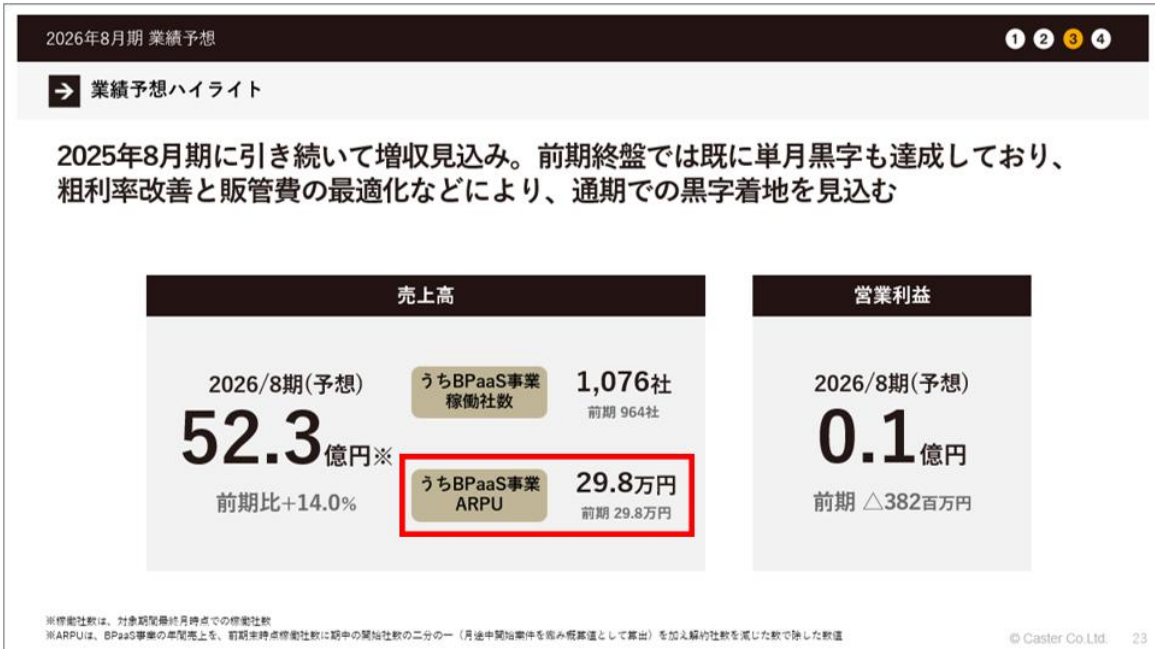 2026年8月期 業績予想
1 2 3 4
業績予想ハイライト
2025年8月期に引き続いて増収見込み。前期終盤では既に単月黒字も達成しており、
粗利率改善と販管費の最適化などにより、通期での黒字着地を見込む
売上高
2026/8期(予想)
52.3億円※
前期比+14.0%
うちBPaaS事業
稼働社数
1,076社
前期 964社
うちBPaaS事業
ARPU
29.8万円
前期 29.8万円
営業利益
2026/8期(予想)
0.1億円
前期 △382百万円
※稼働社数は、対象期間最終月時点での稼働社数
※ARPUは、BPaaS事業の年間売上を、前期末時点稼働社数に期中の開始社数の二分の一（月途中開始案件を鑑み概算値として算出）を加え解約社数を減じた数で除した数値
© Caster Co.Ltd. 23